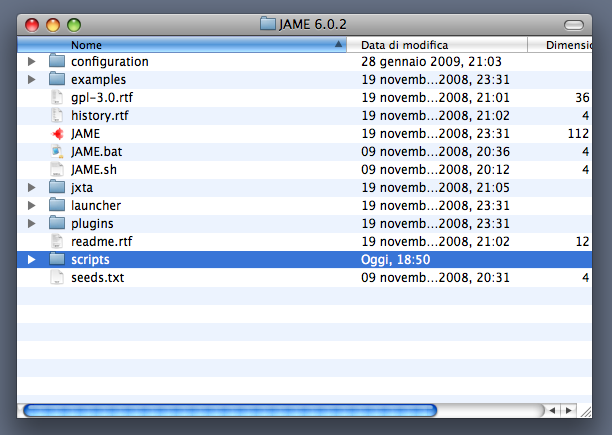 JAME 6.0.2
Nome Data di modifica Dimensio
configuration 28 gennaio 2009, 21:03
examples 19 novemb...2008, 23:31
gpl-3.0.rtf 19 novemb...2008, 21:01 36
history.rtf 19 novemb...2008, 21:02 4
JAME 19 novemb...2008, 23:31 112
JAME.bat 09 novemb...2008, 20:36 4
JAME.sh 09 novemb...2008, 20:12 4
jxta 19 novemb...2008, 21:05
launcher 19 novemb...2008, 23:31
plugins 19 novemb...2008, 23:31
readme.rtf 19 novemb...2008, 21:02 12
scripts Oggi, 18:50
seeds.txt 09 novemb...2008, 20:31 4